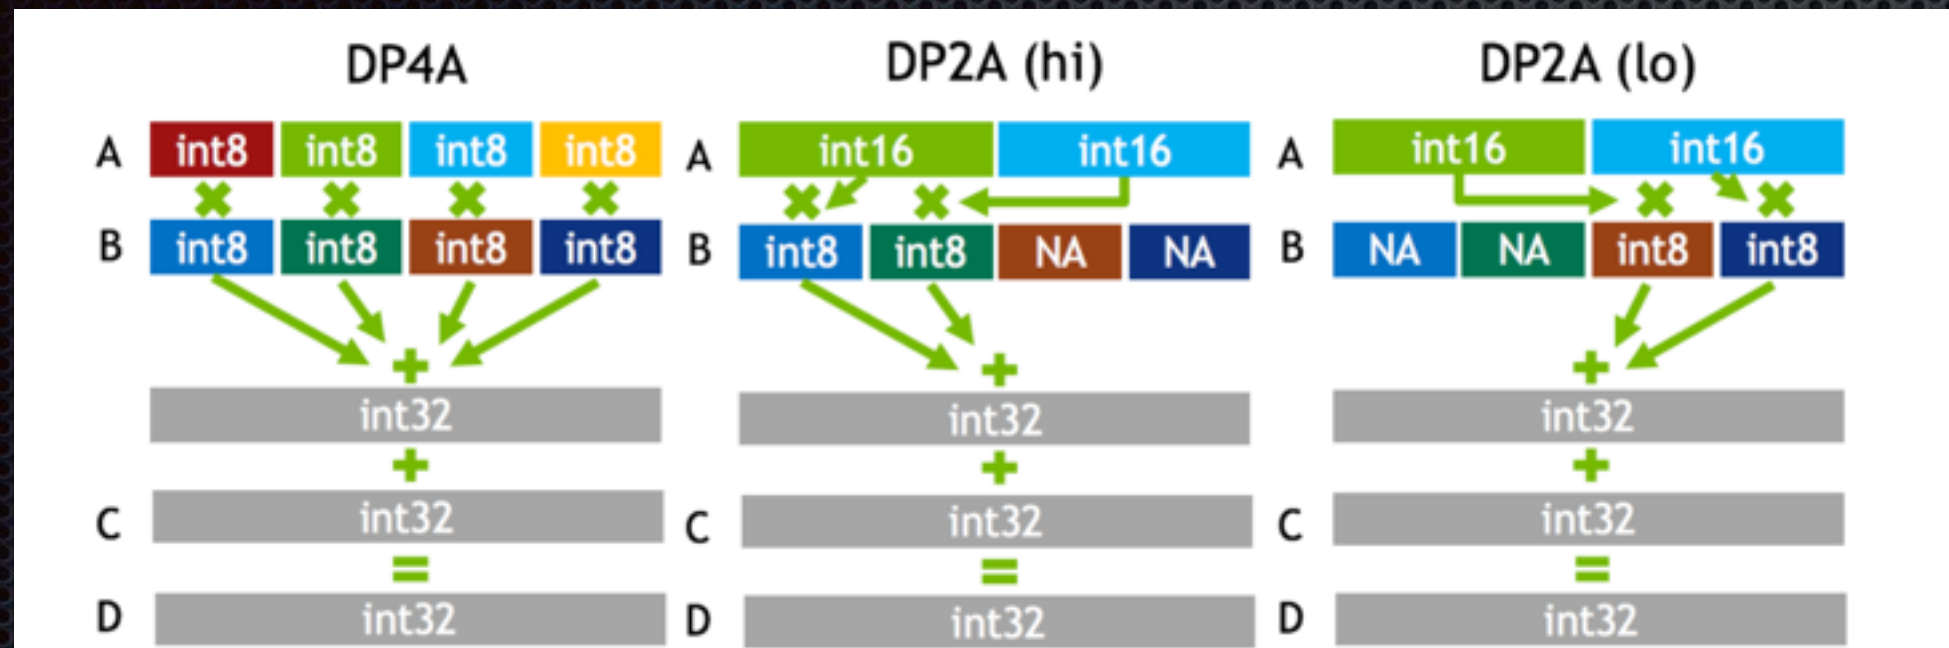 DP4A DP2A (hi) DP2A (lo)
A int8 int8 int8 int8 A int16 int16 A int16 int16
B int8 int8 int8 int8 B int8 int8 NA NA B NA NA int8 int8
int32 int32 int32
C int32 C int32 C int32
D int32 D int32 D int32